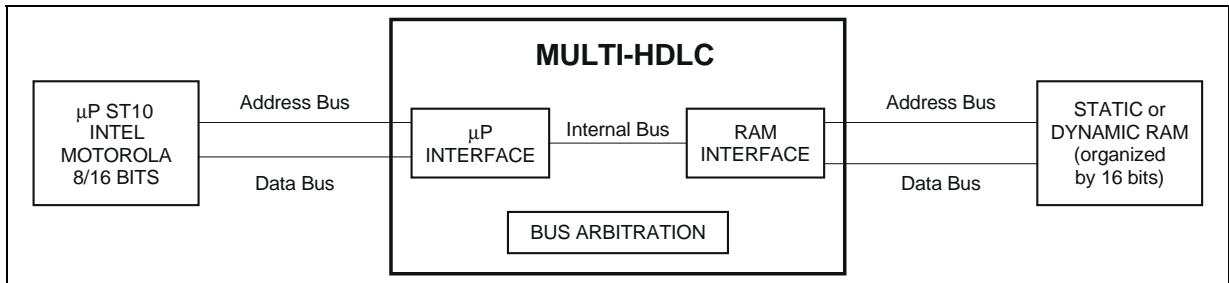 MULTI-HDLC
μP ST10
INTEL
MOTOROLA
8/16 BITS
Address Bus
Data Bus
μP
INTERFACE
Internal Bus
RAM
INTERFACE
BUS ARBITRATION
Address Bus
Data Bus
STATIC or
DYNAMIC RAM
(organized
by 16 bits)